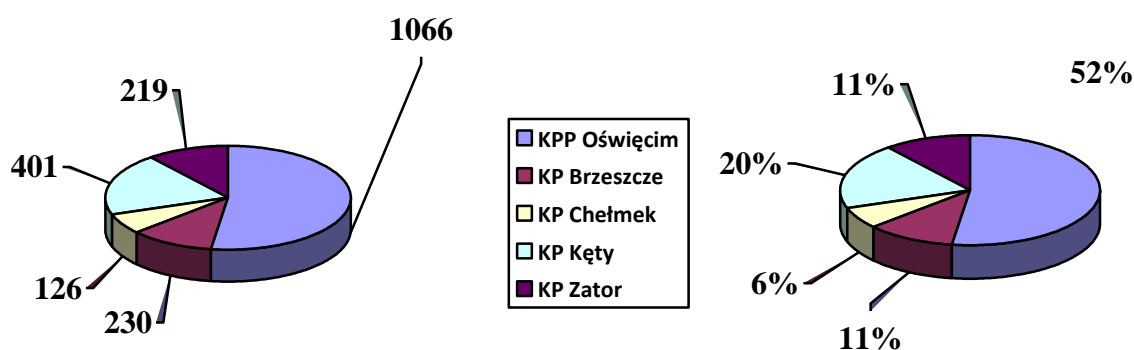 1066
219
401
126
230
KPP Oświęcim
KP Brzeszcze
KP Chełmek
KP Kęty
KP Zator
52%
11%
20%
6%
11%